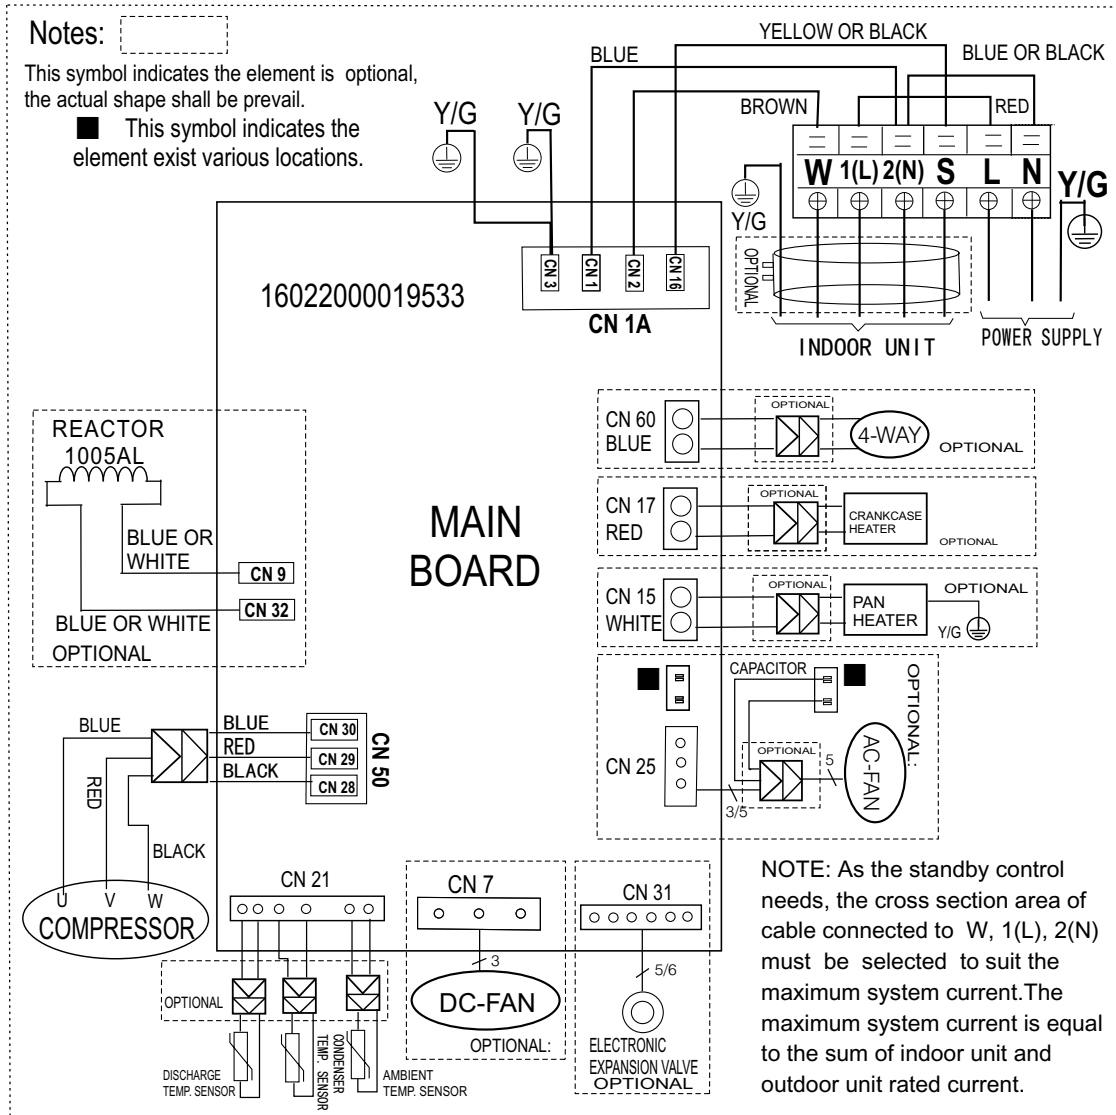 Notes:
This symbol indicates the element is optional,
the actual shape shall be prevail.
■ This symbol indicates the
element exist various locations.
YELLOW OR BLACK
BLUE
BLUE OR BLACK
BROWN
RED
Y/G
Y/G
W 1(L) 2(N) S L N
Y/G
Y/G
OPTIONAL
INDOOR UNIT
POWER SUPPLY
CN 3
CN 1
CN 2
CN 16
CN 1A
16022000019533
MAIN
BOARD
REACTOR
1005AL
BLUE OR
WHITE
CN 9
CN 32
BLUE OR WHITE
OPTIONAL
CN 60
BLUE
OPTIONAL
4-WAY
OPTIONAL
CN 17
RED
OPTIONAL
CRANKCASE
HEATER
OPTIONAL
CN 15
WHITE
OPTIONAL
PAN
HEATER
OPTIONAL
Y/G
CAPACITOR
OPTIONAL:
CN 25
OPTIONAL
3/5
5
AC-FAN
BLUE
RED
BLACK
BLUE
RED
BLACK
CN 30
CN 29
CN 28
CN 50
U V W
COMPRESSOR
CN 21
OPTIONAL
DISCHARGE
TEMP. SENSOR
CONDENSER
TEMP. SENSOR
AMBIENT
TEMP. SENSOR
CN 7
3
DC-FAN
OPTIONAL:
CN 31
5/6
ELECTRONIC
EXPANSION VALVE
OPTIONAL
NOTE: As the standby control
needs, the cross section area of
cable connected to W, 1(L), 2(N)
must be selected to suit the
maximum system current.The
maximum system current is equal
to the sum of indoor unit and
outdoor unit rated current.